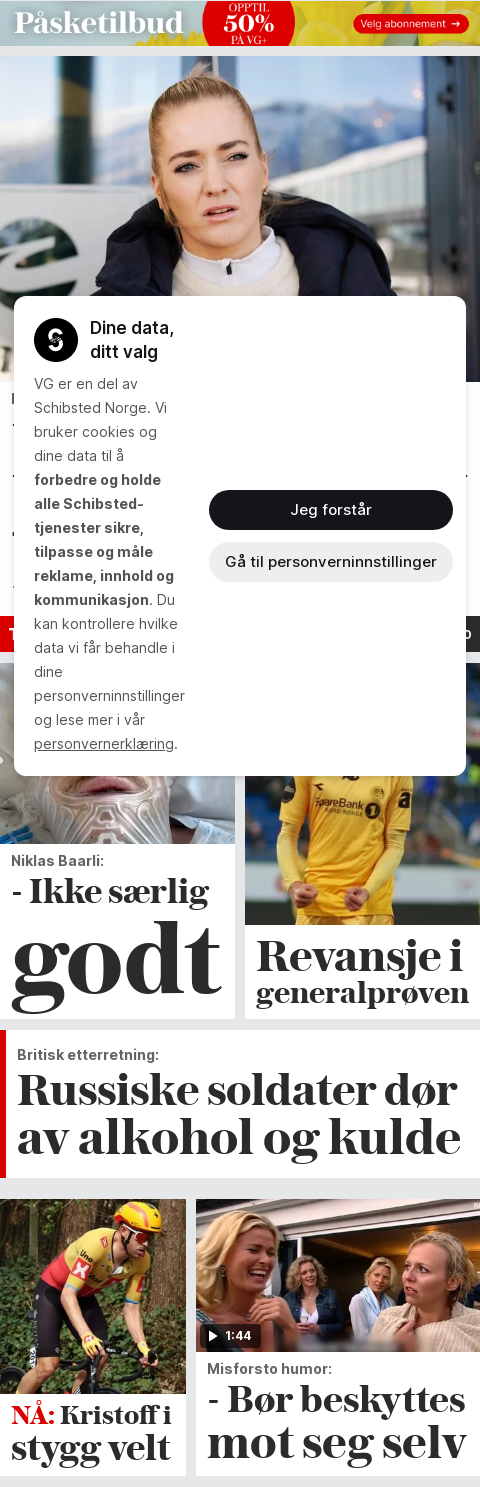 Påsketilbud
OPPTIL
50%
PÅ VG+
Velg abonnement →
Dine data,
ditt valg
VG er en del av
Schibsted Norge. Vi
bruker cookies og
dine data til å
forbedre og holde
alle Schibsted-
tjenester sikre,
tilpasse og måle
reklame, innhold og
kommunikasjon. Du
kan kontrollere hvilke
data vi får behandle i
dine
personverninnstillinger
og lese mer i vår
personvernerklæring.
Jeg forstår
Gå til personverninnstillinger
Niklas Baarli:
- Ikke særlig
godt
SpareBank
NORD-NORGE
Revansje i
generalprøven
Britisk etterretning:
Russiske soldater dør
av alkohol og kulde
NÅ: Kristoff i
stygg velt
1:44
Misforsto humor:
- Bør beskyttes
mot seg selv